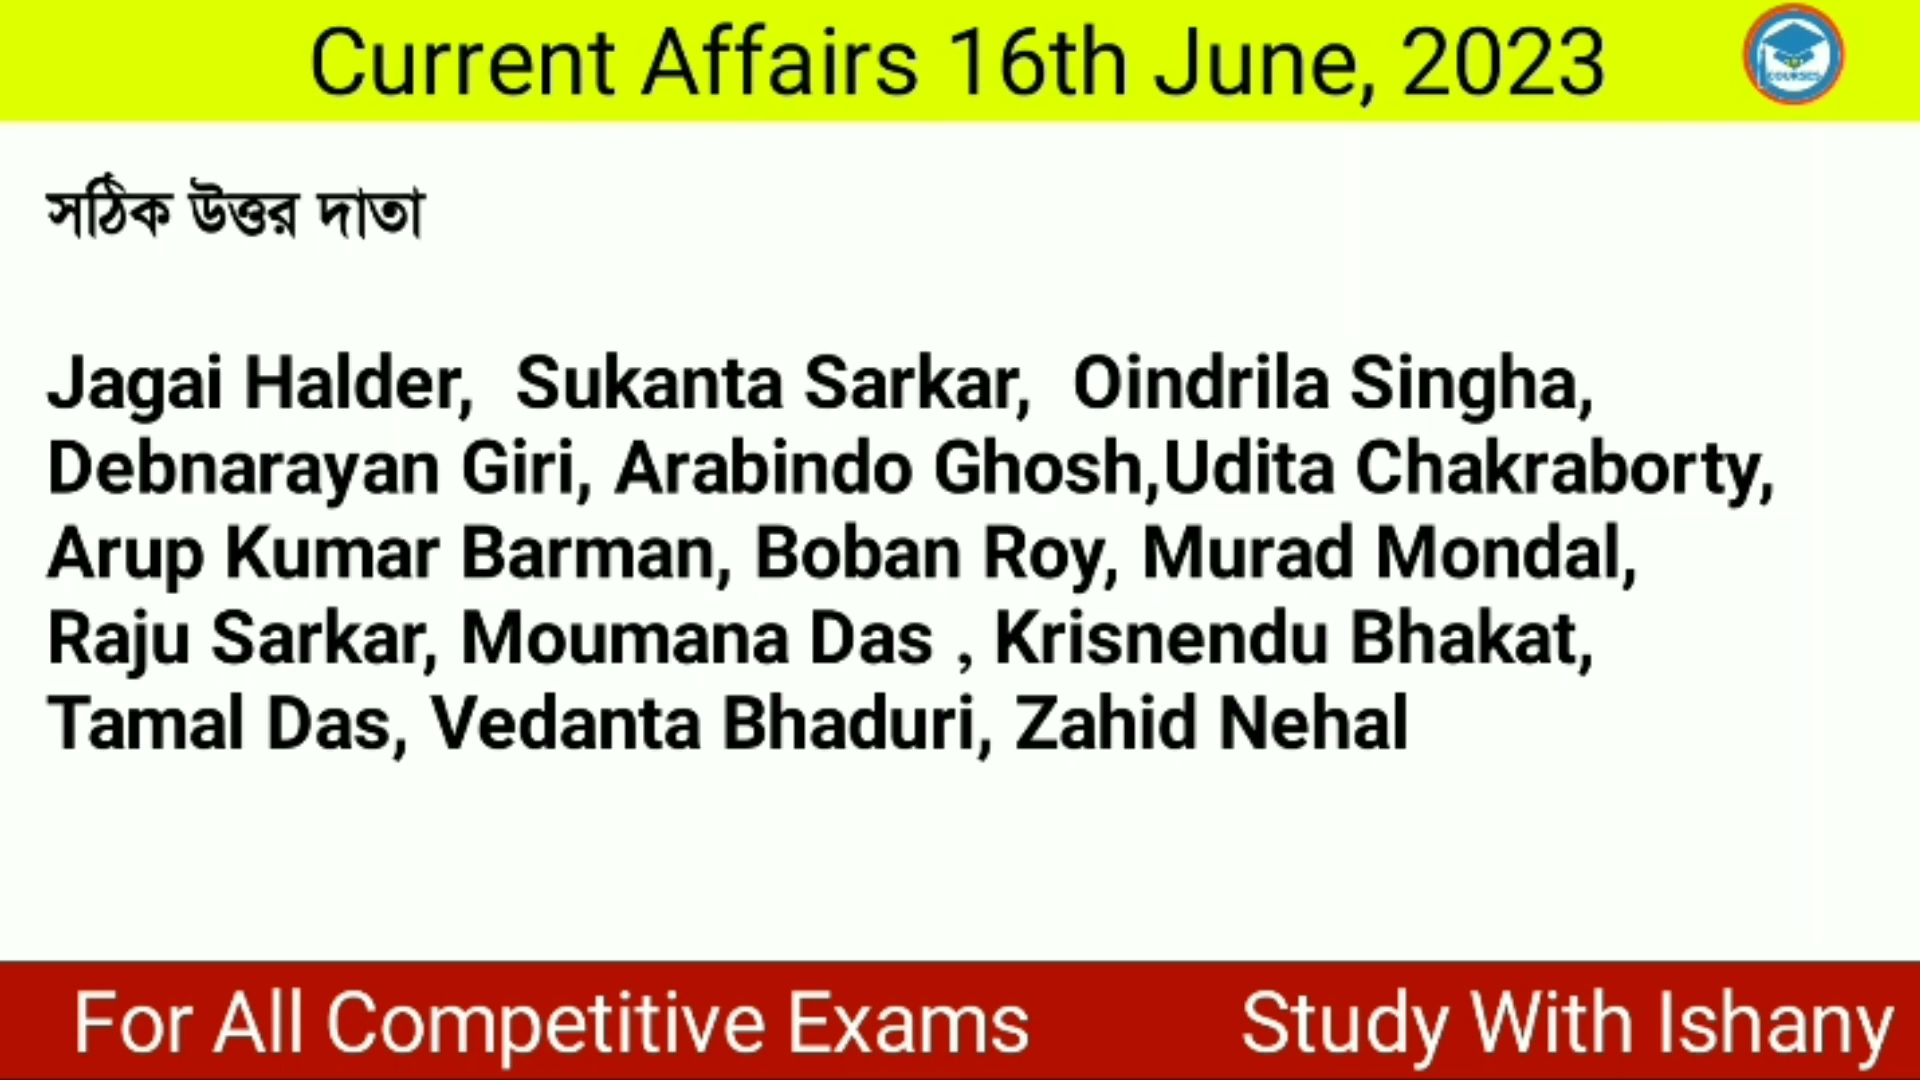 Current Affairs 16th June, 2023
COURSES
সঠিক উত্তর দাতা
Jagai Halder, Sukanta Sarkar, Oindrila Singha,
Debnarayan Giri, Arabindo Ghosh,Udita Chakraborty,
Arup Kumar Barman, Boban Roy, Murad Mondal,
Raju Sarkar, Moumana Das , Krisnendu Bhakat,
Tamal Das, Vedanta Bhaduri, Zahid Nehal
For All Competitive Exams Study With Ishany